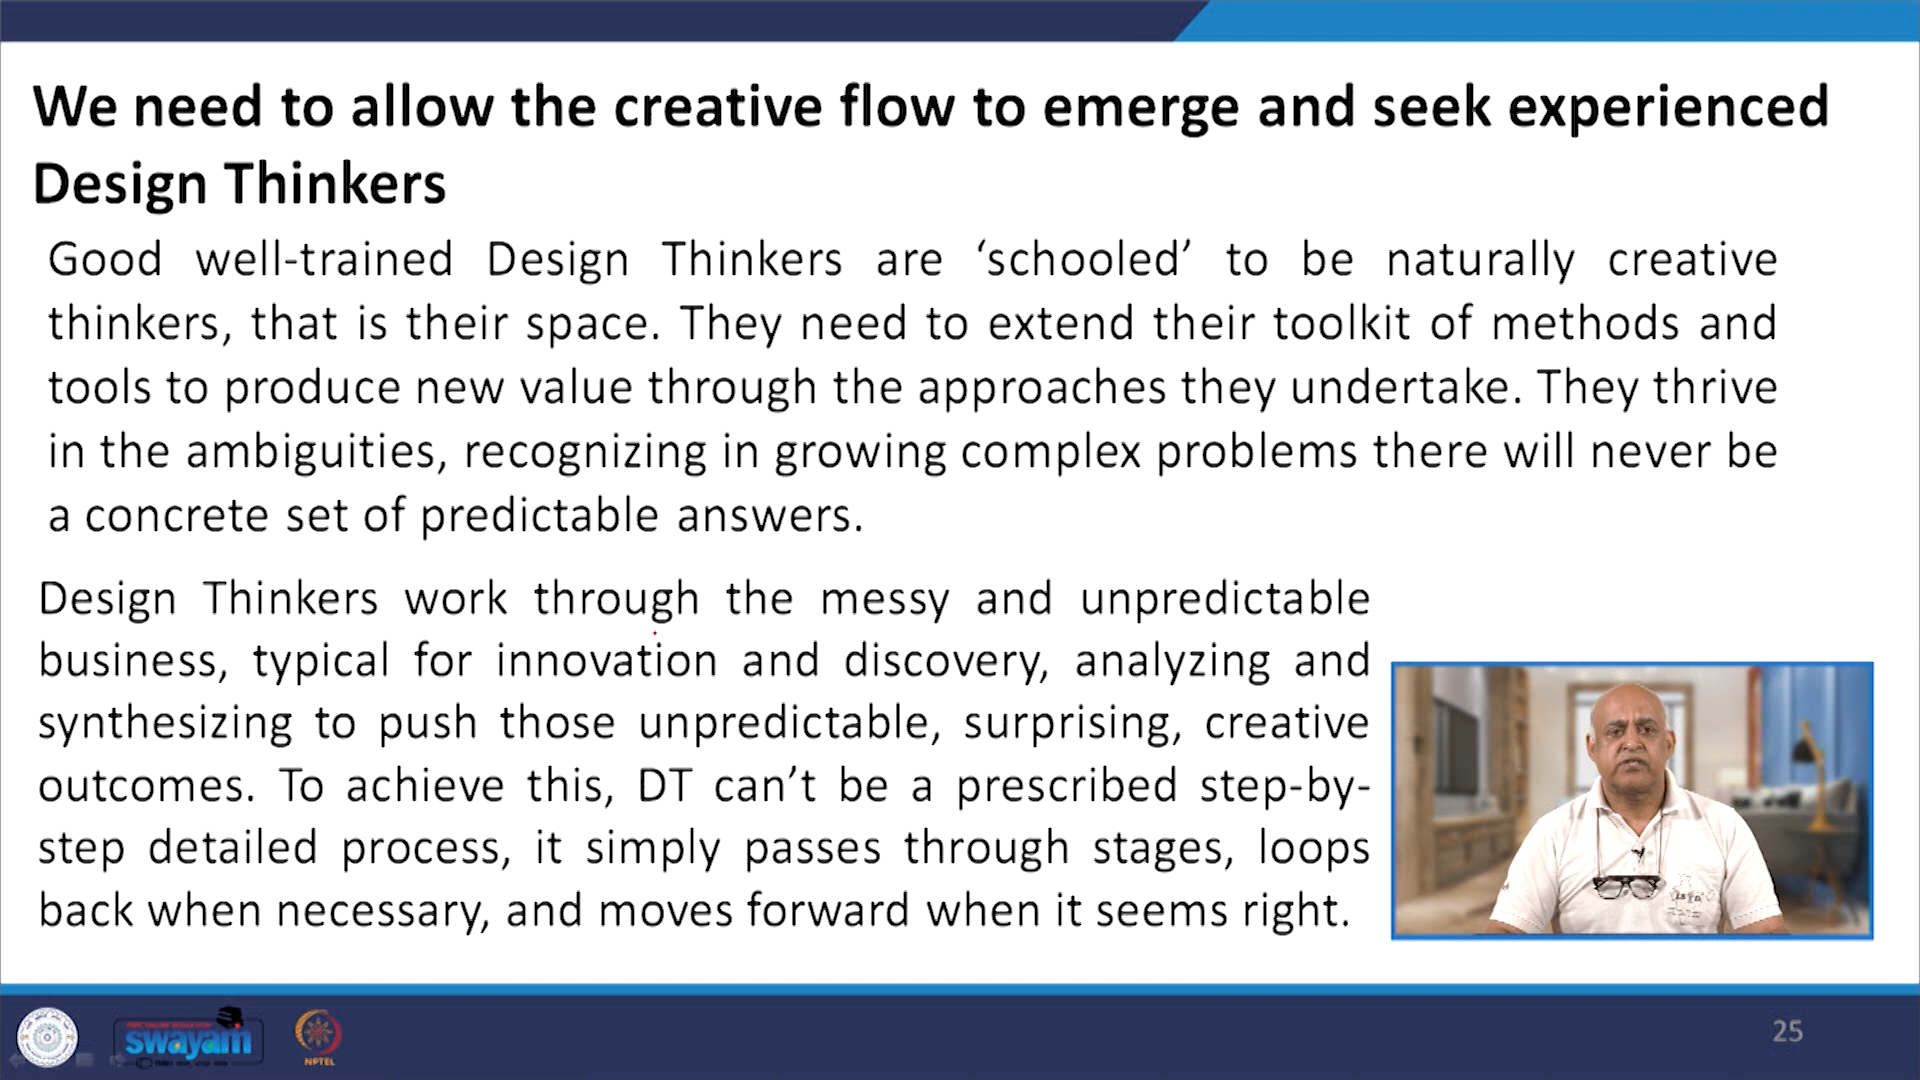 We need to allow the creative flow to emerge and seek experienced
Design Thinkers
Good well-trained Design Thinkers are ‘schooled’ to be naturally creative
thinkers, that is their space. They need to extend their toolkit of methods and
tools to produce new value through the approaches they undertake. They thrive
in the ambiguities, recognizing in growing complex problems there will never be
a concrete set of predictable answers.
Design Thinkers work through the messy and unpredictable
business, typical for innovation and discovery, analyzing and
synthesizing to push those unpredictable, surprising, creative
outcomes. To achieve this, DT can’t be a prescribed step-by-
step detailed process, it simply passes through stages, loops
back when necessary, and moves forward when it seems right.
swayam
NPTEL
25